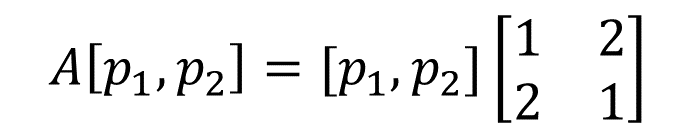 A[p₁, p₂] = [p₁, p₂] [1 2
2 1]